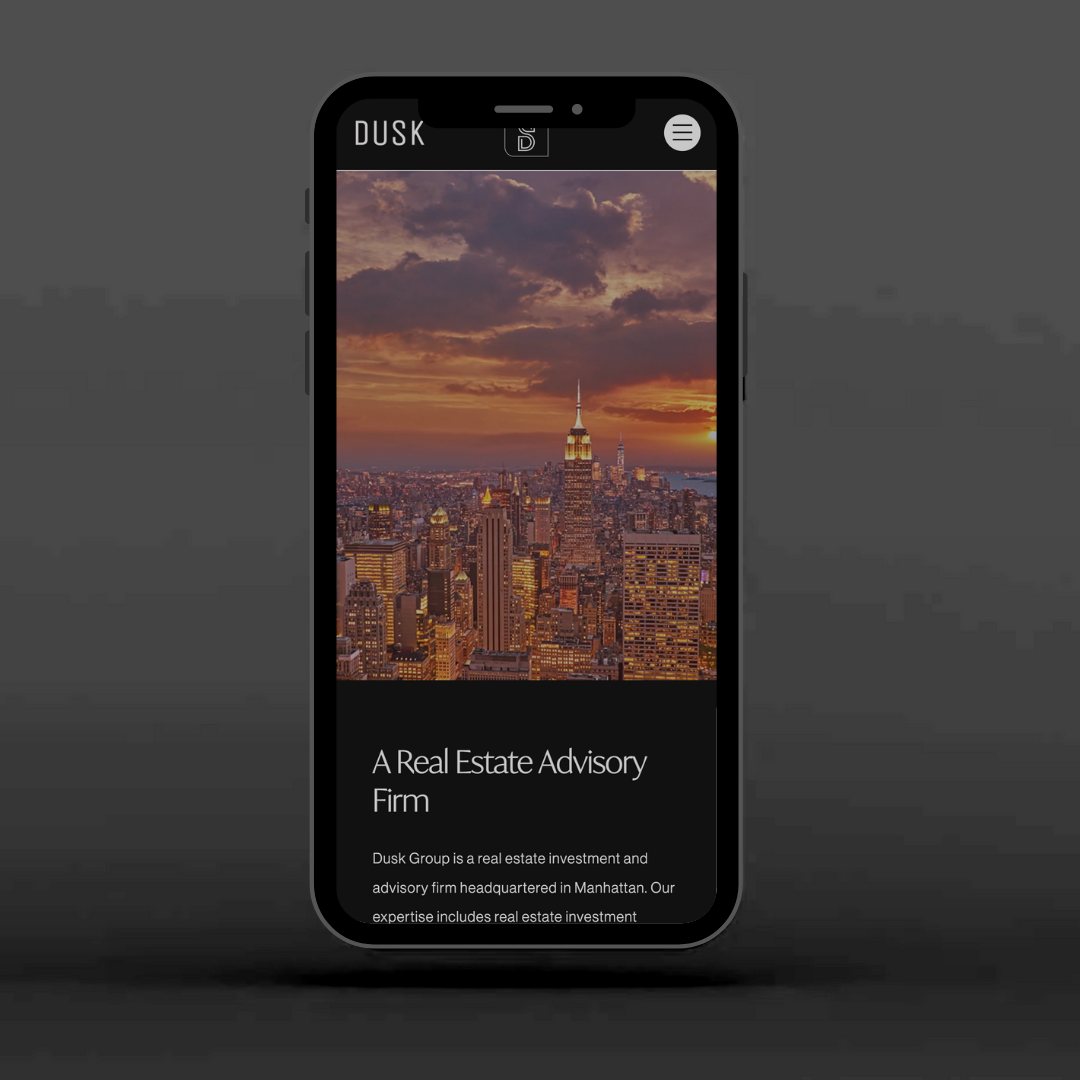 DUSK
D
A Real Estate Advisory
Firm
Dusk Group is a real estate investment and
advisory firm headquartered in Manhattan. Our
expertise includes real estate investment